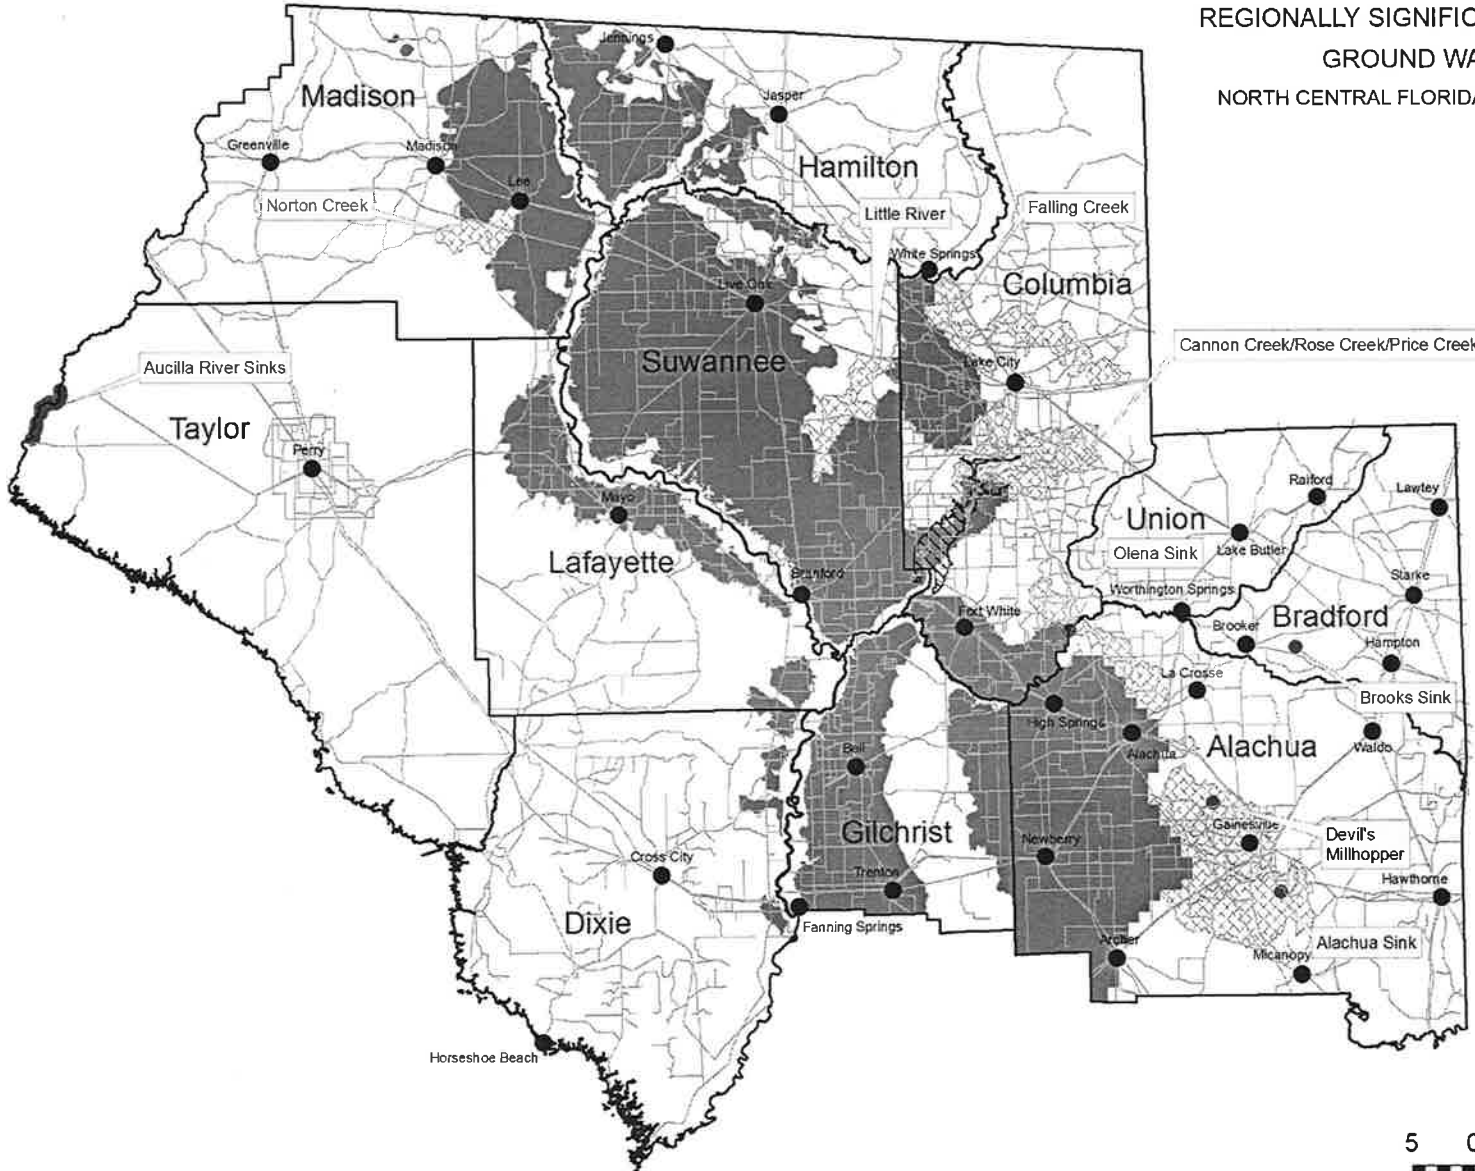 REGIONALLY SIGNIFIC
GROUND WA
NORTH CENTRAL FLORIDA
Jennings
Madison
Jasper
Greenville
Madison
Hamilton
Lee
Norton Creek
Little River
Falling Creek
White Springs
Columbia
Live Oak
Cannon Creek/Rose Creek/Price Creek
Suwannee
Lake City
Aucilla River Sinks
Taylor
Perry
Raiford
Lawtey
Mayo
Union
Olena Sink
Lake Butler
Lafayette
Branford
Starke
Worthington Springs
Fort White
Bradford
Brooker
Hampton
La Crosse
Brooks Sink
High Springs
Alachua
Alachua
Waldo
Bell
Gilchrist
Newberry
Gainesville
Devil's
Millhopper
Cross City
Trenton
Hawthorne
Dixie
Fanning Springs
Archer
Alachua Sink
Micanopy
Horseshoe Beach
5 0